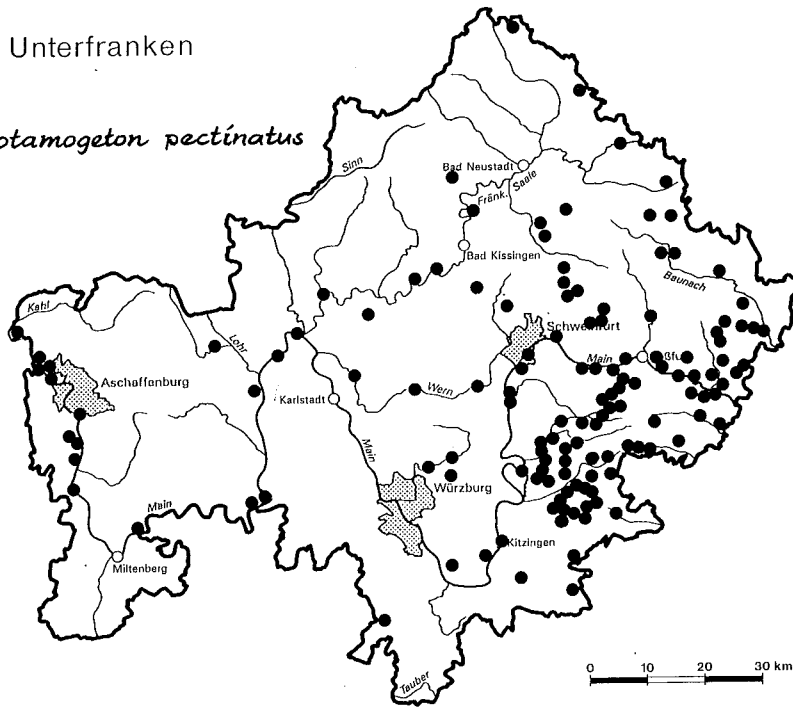 Unterfranken
otamogeton pectinatus
Sinn
Bad Neustadt
Fränk. Saale
Bad Kissingen
Baunach
Kahl
Lohr
Schweinfurt
Main
ßfu
Aschaffenburg
Wern
Karlstadt
Main
Würzburg
Main
Kitzingen
Miltenberg
Tauber
0 10 20 30 km